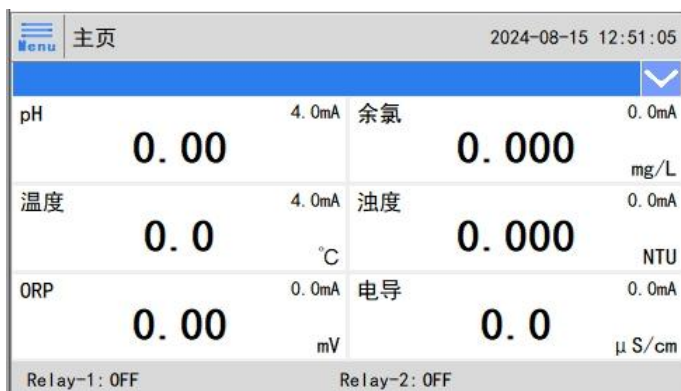 Menu 主页 2024-08-15 12:51:05
pH 4.0mA 余氯 0.0mA
0.00 0.000
mg/L
温度 4.0mA 浊度 0.0mA
0.0 ℃ 0.000 NTU
ORP 0.0mA 电导 0.0mA
0.00 mV 0.0 μS/cm
Relay-1:OFF Relay-2:OFF